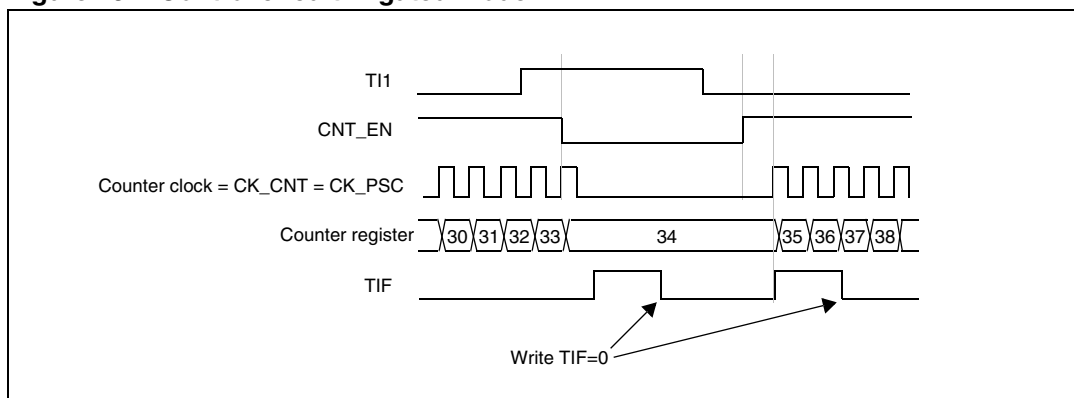 TI1
CNT_EN
Counter clock = CK_CNT = CK_PSC
Counter register 30 31 32 33 34 35 36 37 38
TIF
Write TIF=0